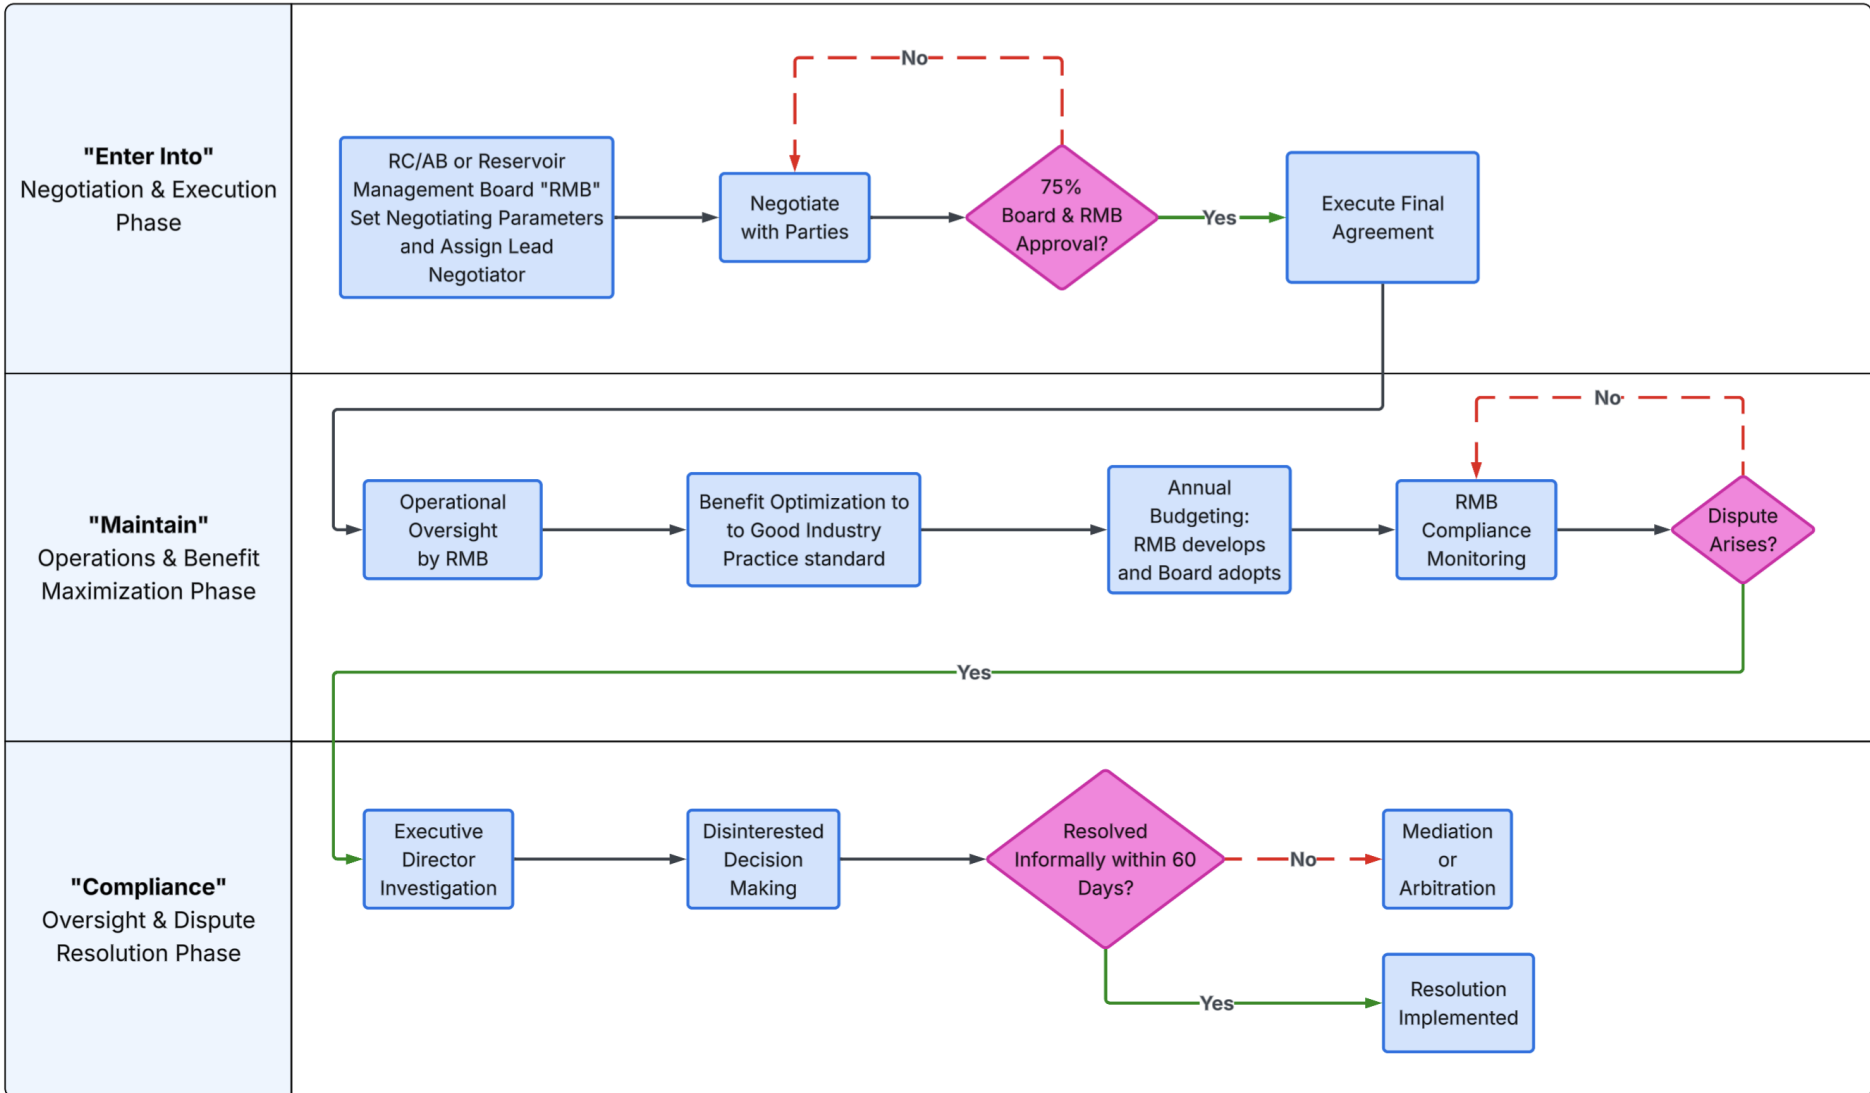 "Enter Into"
Negotiation & Execution
Phase
No
RC/AB or Reservoir
Management Board "RMB"
Set Negotiating Parameters
and Assign Lead
Negotiator
Negotiate
with Parties
75%
Board & RMB
Approval?
Yes
Execute Final
Agreement
"Maintain"
Operations & Benefit
Maximization Phase
No
Operational
Oversight
by RMB
Benefit Optimization to
to Good Industry
Practice standard
Annual
Budgeting:
RMB develops
and Board adopts
RMB
Compliance
Monitoring
Dispute
Arises?
Yes
"Compliance"
Oversight & Dispute
Resolution Phase
Executive
Director
Investigation
Disinterested
Decision
Making
Resolved
Informally within 60
Days?
No
Mediation
or
Arbitration
Yes
Resolution
Implemented